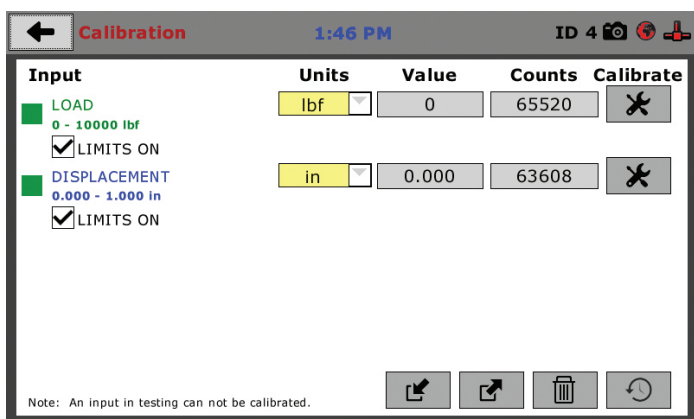 Calibration 1:46 PM ID 4
Input Units Value Counts Calibrate
LOAD lbf 0 65520
0 - 10000 lbf
LIMITS ON
DISPLACEMENT in 0.000 63608
0.000 - 1.000 in
LIMITS ON
Note: An input in testing can not be calibrated.